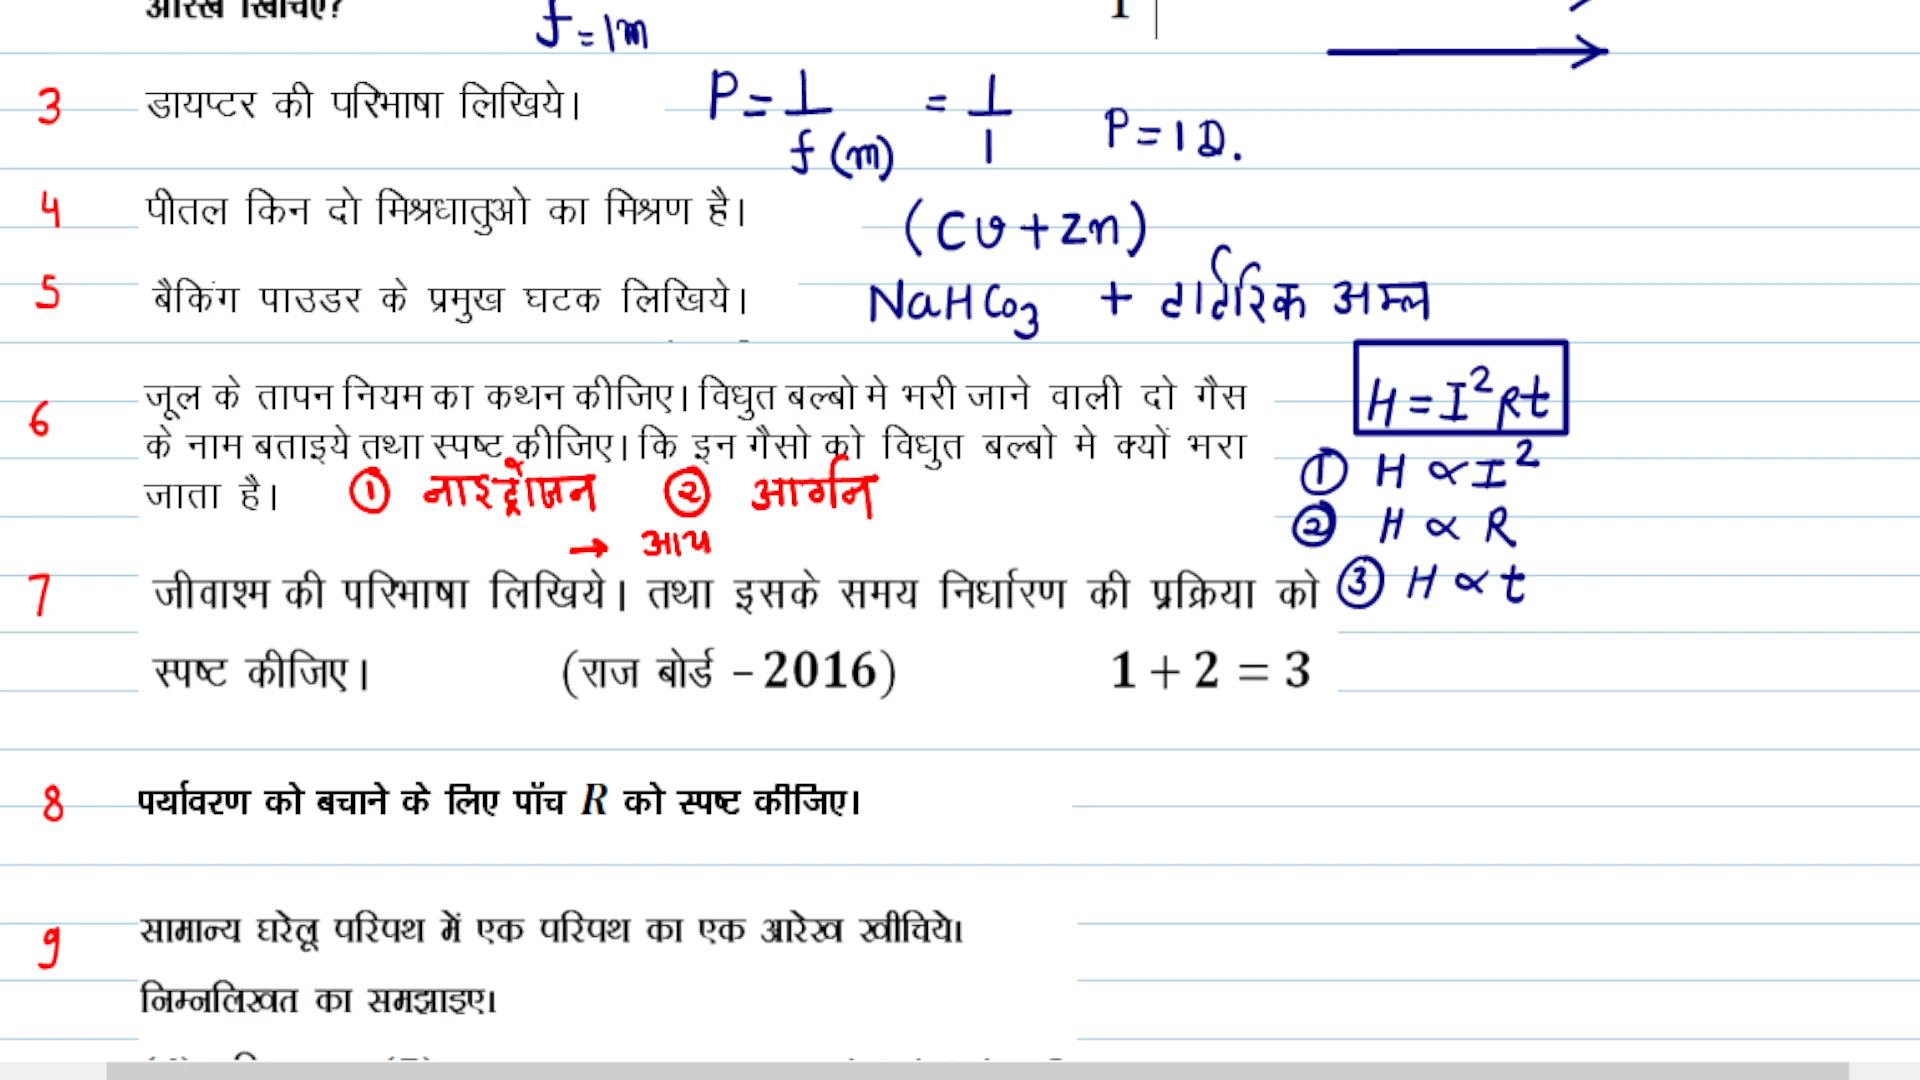 आरेख खिंचिए?
1
f = 1m
3 डायप्टर की परिभाषा लिखिये।
P = 1/f(m) = 1/1 P = 1D.
4 पीतल किन दो मिश्रधातुओ का मिश्रण है।
(Cu + Zn)
5 बैकिंग पाउडर के प्रमुख घटक लिखिये।
NaHCo3 + टार्टरिक अम्ल
6 जूल के तापन नियम का कथन कीजिए। विधुत बल्बो मे भरी जाने वाली दो गैस
के नाम बताइये तथा स्पष्ट कीजिए। कि इन गैसो को विधुत बल्बो मे क्यों भरा
जाता है।
① नाइट्रोजन ② आर्गन
→ आय
H = I²Rt
① H ∝ I²
② H ∝ R
③ H ∝ t
7 जीवाश्म की परिभाषा लिखिये। तथा इसके समय निर्धारण की प्रक्रिया को
स्पष्ट कीजिए। (राज बोर्ड – 2016) 1 + 2 = 3
8 पर्यावरण को बचाने के लिए पाँच R को स्पष्ट कीजिए।
9 सामान्य घरेलू परिपथ में एक परिपथ का एक आरेख खींचिये।
निम्नलिखत का समझाइए।